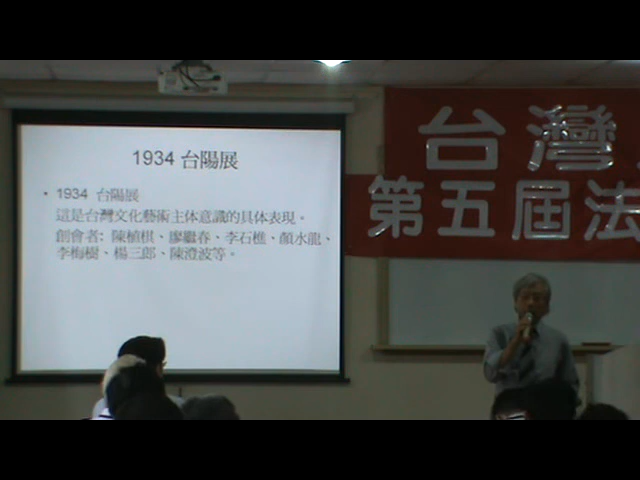 1934 台陽展
• 1934 台陽展
這是台灣文化藝術主体意識的具体表現。
創會者: 陳植棋、廖繼春、李石樵、顏水龍、
李梅樹、楊三郎、陳澄波等。
台灣
第五屆法